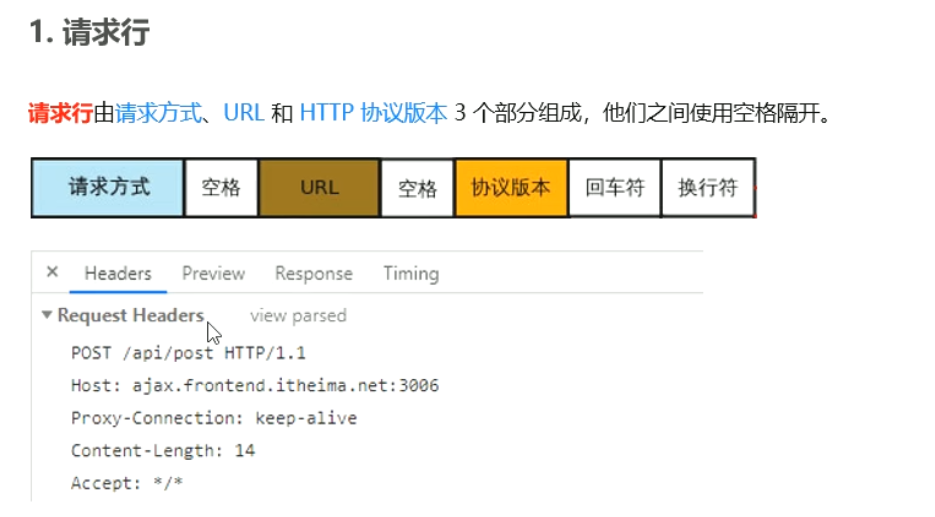 1. 请求行
请求行由请求方式、URL 和 HTTP 协议版本 3 个部分组成，他们之间使用空格隔开。
请求方式 空格 URL 空格 协议版本 回车符 换行符
× Headers Preview Response Timing
▼ Request Headers view parsed
POST /api/post HTTP/1.1
Host: ajax.frontend.itheima.net:3006
Proxy-Connection: keep-alive
Content-Length: 14
Accept: */*